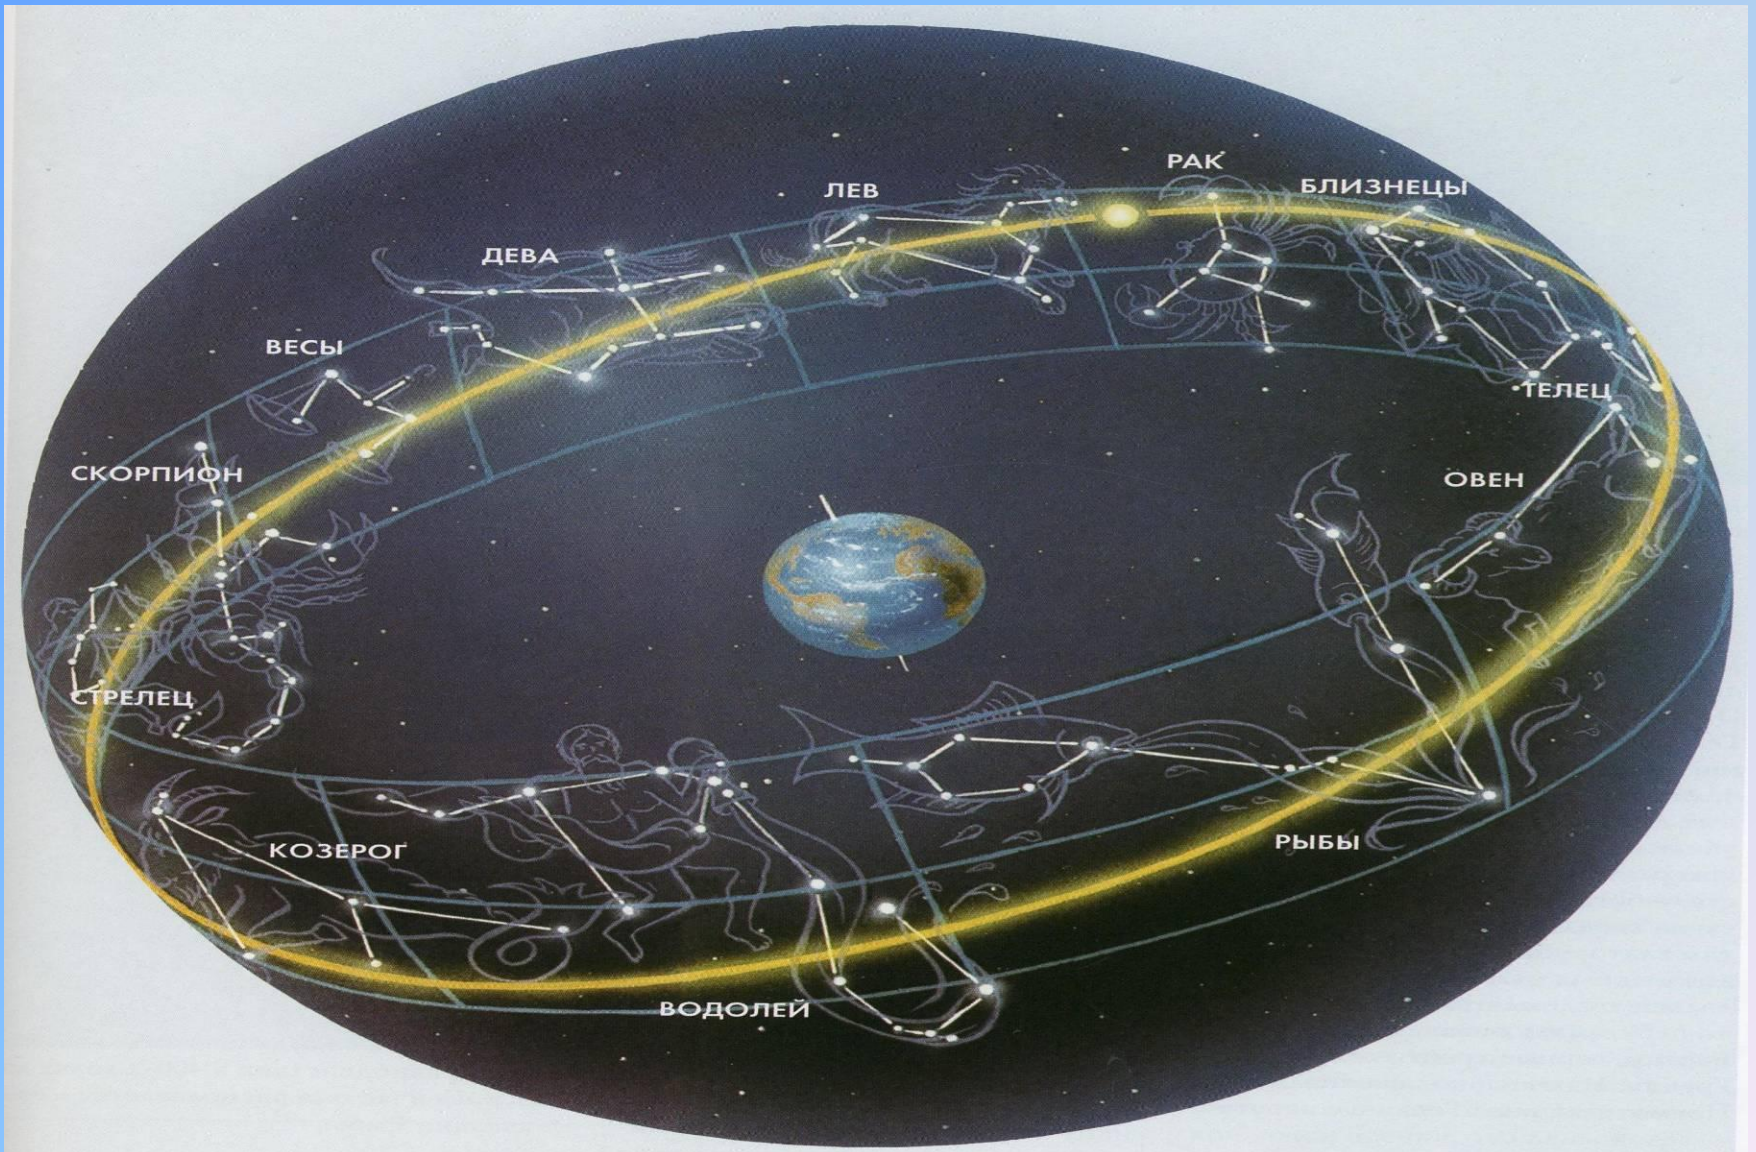 РАК
БЛИЗНЕЦЫ
ЛЕВ
ДЕВА
ВЕСЫ
ТЕЛЕЦ
СКОРПИОН
ОВЕН
СТРЕЛЕЦ
РЫБЫ
КОЗЕРОГ
ВОДОЛЕЙ